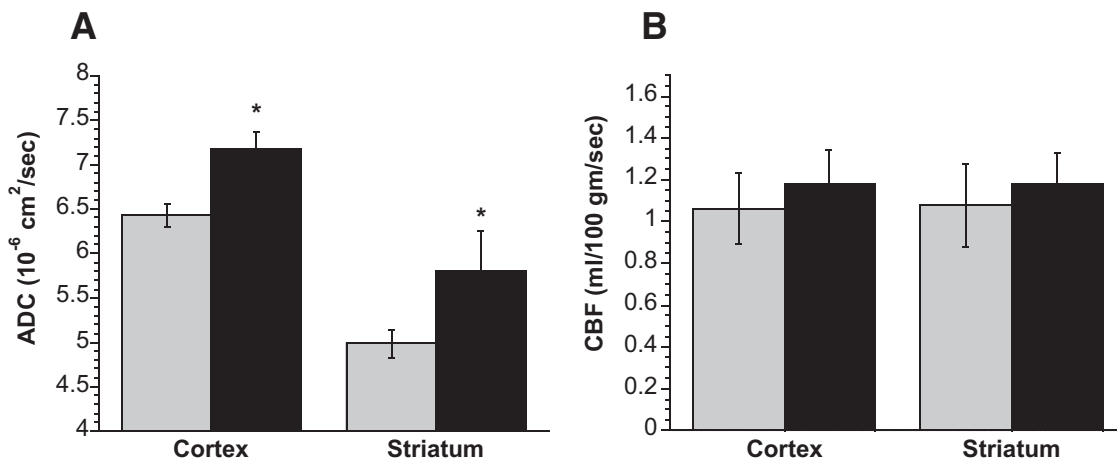 A
ADC (10⁻⁶ cm²/sec)
8
7.5
7
6.5
6
5.5
5
4.5
4
*
*
Cortex
Striatum
B
CBF (ml/100 gm/sec)
1.6
1.4
1.2
1
0.8
0.6
0.4
0.2
0
Cortex
Striatum